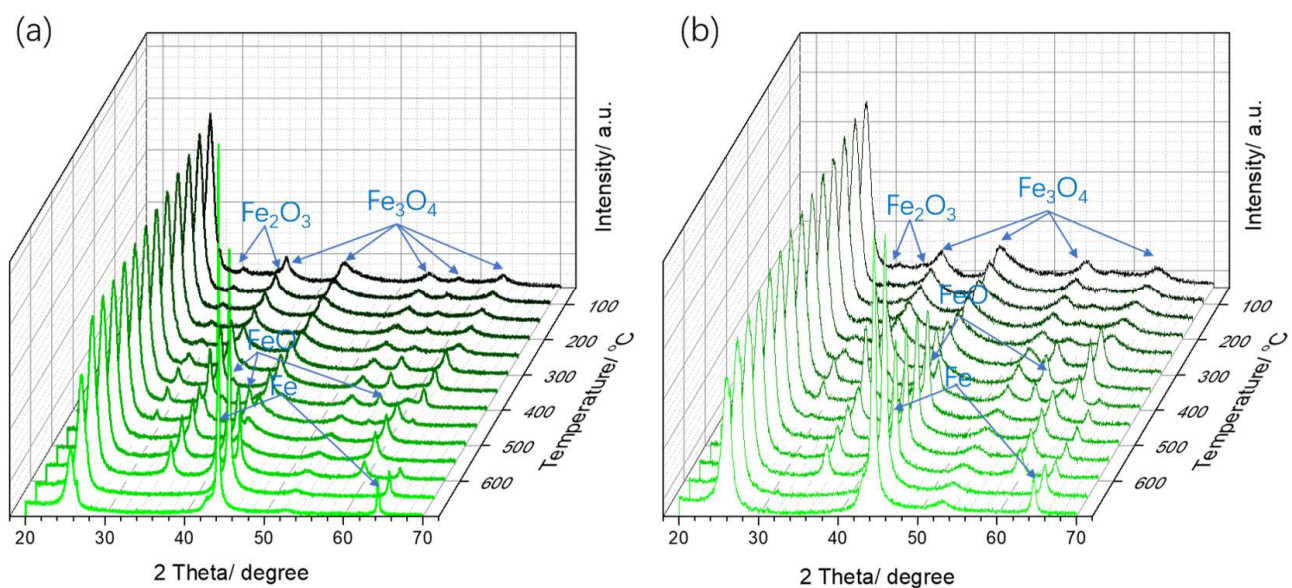 (a)
Fe2O3
Fe3O4
FeO
Fe
Intensity/ a.u.
100
200
300
400
500
600
Temperature/ °C
20
30
40
50
60
70
2 Theta/ degree
(b)
Fe2O3
Fe3O4
FeO
Fe
Intensity/ a.u.
100
200
300
400
500
600
Temperature/ °C
20
30
40
50
60
70
2 Theta/ degree